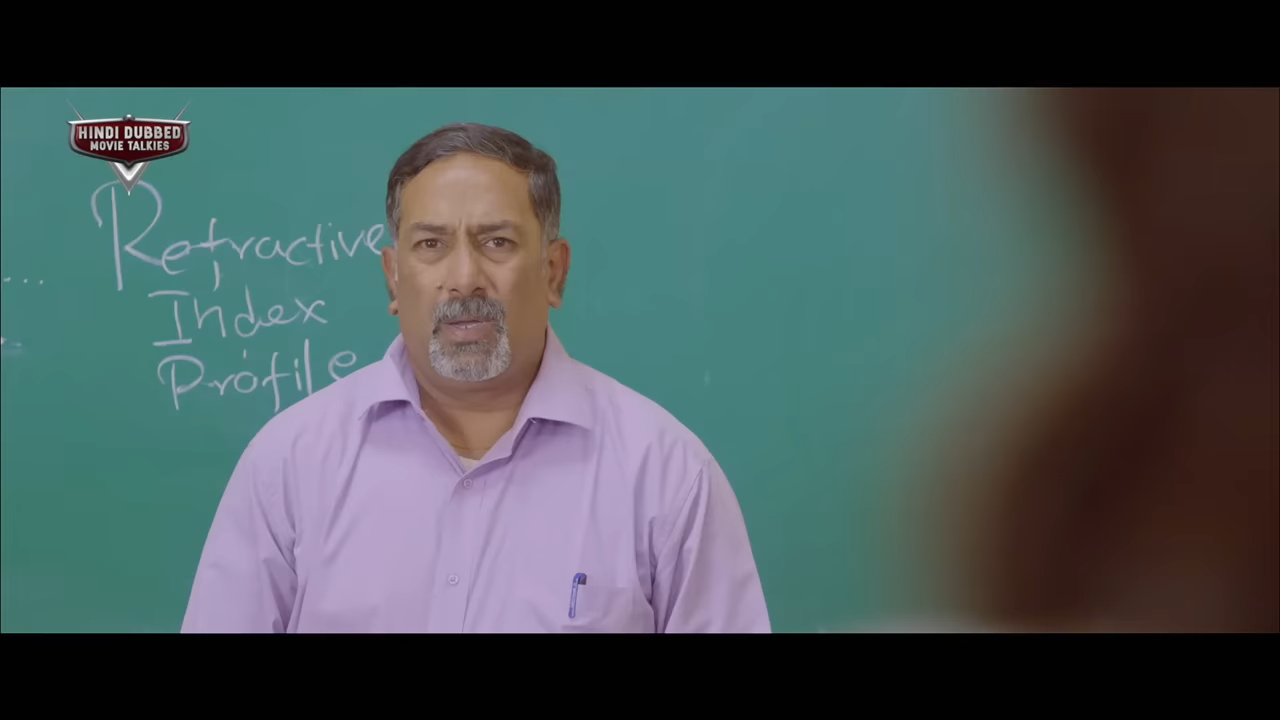 HINDI DUBBED
MOVIE TALKIES
Refractive
Index
Profile